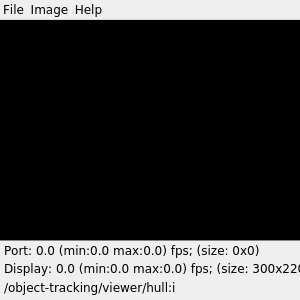 File Image Help
Port: 0.0 (min:0.0 max:0.0) fps; (size: 0x0)
Display: 0.0 (min:0.0 max:0.0) fps; (size: 300x220
/object-tracking/viewer/hull:i